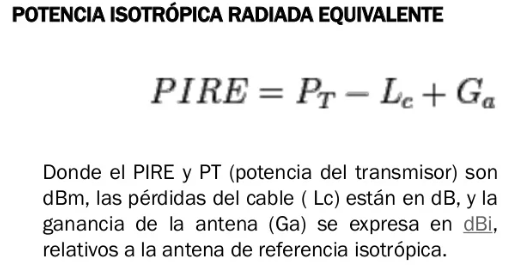 POTENCIA ISOTRÓPICA RADIADA EQUIVALENTE
PIRE = P_T − L_c + G_a
Donde el PIRE y PT (potencia del transmisor) son
dBm, las pérdidas del cable ( Lc) están en dB, y la
ganancia de la antena (Ga) se expresa en dBi,
relativos a la antena de referencia isotrópica.